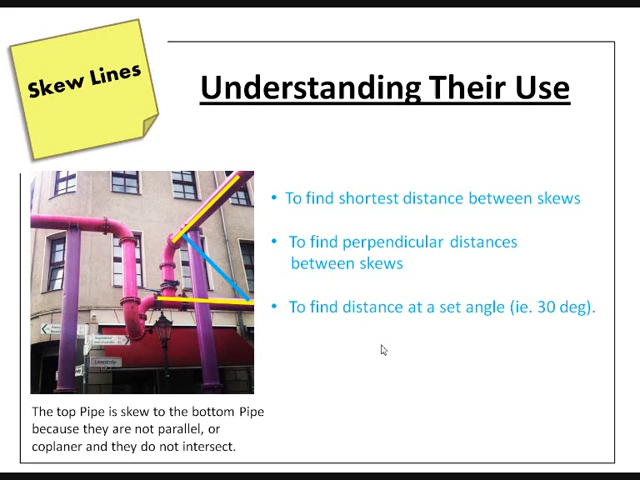 Skew Lines
Understanding Their Use
• To find shortest distance between skews
• To find perpendicular distances
between skews
• To find distance at a set angle (ie. 30 deg).
The top Pipe is skew to the bottom Pipe
because they are not parallel, or
coplaner and they do not intersect.